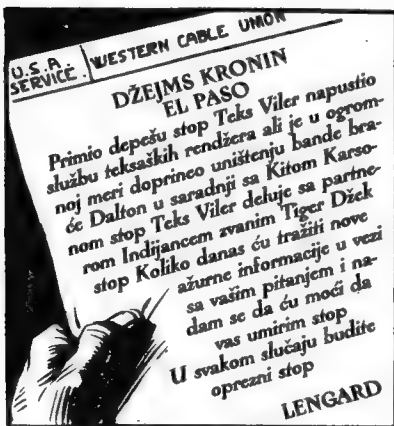 U.S.A. WESTERN CABLE UNION
SERVICE.
DŽEJMS KRONIN
EL PASO
Primio depešu stop Teks Viler napustio
službu teksaških rendžera ali je u ogrom-
noj meri doprineo uništenju bande bra-
će Dalton u saradnji sa Kitom Karso-
nom stop Teks Viler deluje sa partne-
rom Indijancem zvanim Tiger Džek
stop Koliko danas ću tražiti nove
ažurne informacije u vezi
sa vašim pitanjem i na-
dam se da ću moći da
vas umirim stop
U svakom slučaju budite
oprezni stop
LENGARD